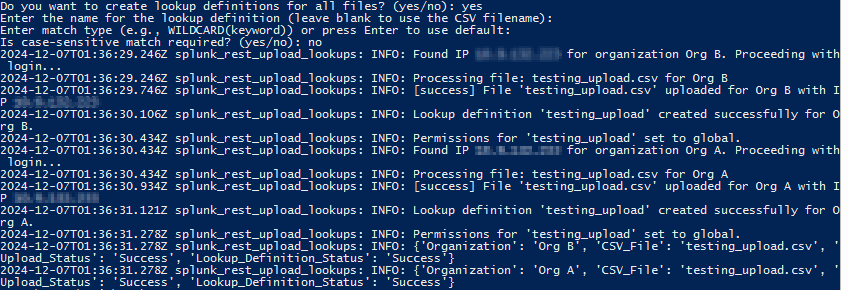 Do you want to create lookup definitions for all files? (yes/no): yes
Enter the name for the lookup definition (leave blank to use the CSV filename):
Enter match type (e.g., WILDCARD(keyword)) or press Enter to use default:
Is case-sensitive match required? (yes/no): no
2024-12-07T01:36:29.246Z splunk_rest_upload_lookups: INFO: Found IP for organization Org B. Proceeding with
login...
2024-12-07T01:36:29.246Z splunk_rest_upload_lookups: INFO: Processing file: testing_upload.csv for Org B
2024-12-07T01:36:29.746Z splunk_rest_upload_lookups: INFO: [success] File 'testing_upload.csv' uploaded for Org B with I
P
2024-12-07T01:36:30.106Z splunk_rest_upload_lookups: INFO: Lookup definition 'testing_upload' created successfully for O
rg B.
2024-12-07T01:36:30.434Z splunk_rest_upload_lookups: INFO: Permissions for 'testing_upload' set to global.
2024-12-07T01:36:30.434Z splunk_rest_upload_lookups: INFO: Found IP for organization Org A. Proceeding with
login...
2024-12-07T01:36:30.434Z splunk_rest_upload_lookups: INFO: Processing file: testing_upload.csv for Org A
2024-12-07T01:36:30.934Z splunk_rest_upload_lookups: INFO: [success] File 'testing_upload.csv' uploaded for Org A with I
P
2024-12-07T01:36:31.121Z splunk_rest_upload_lookups: INFO: Lookup definition 'testing_upload' created successfully for O
rg A.
2024-12-07T01:36:31.278Z splunk_rest_upload_lookups: INFO: Permissions for 'testing_upload' set to global.
2024-12-07T01:36:31.278Z splunk_rest_upload_lookups: INFO: {'Organization': 'Org B', 'CSV_File': 'testing_upload.csv', '
Upload_Status': 'Success', 'Lookup_Definition_Status': 'Success'}
2024-12-07T01:36:31.278Z splunk_rest_upload_lookups: INFO: {'Organization': 'Org A', 'CSV_File': 'testing_upload.csv', '
Upload_Status': 'Success', 'Lookup_Definition_Status': 'Success'}